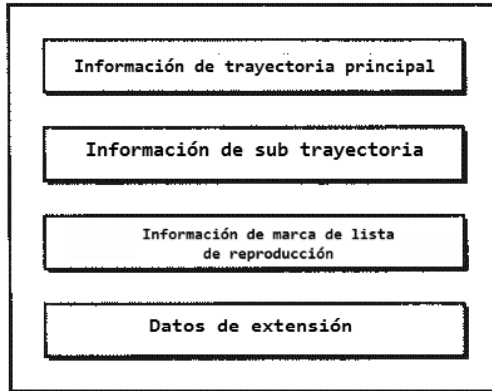 Información de trayectoria principal
Información de sub trayectoria
Información de marca de lista
de reproducción
Datos de extensión